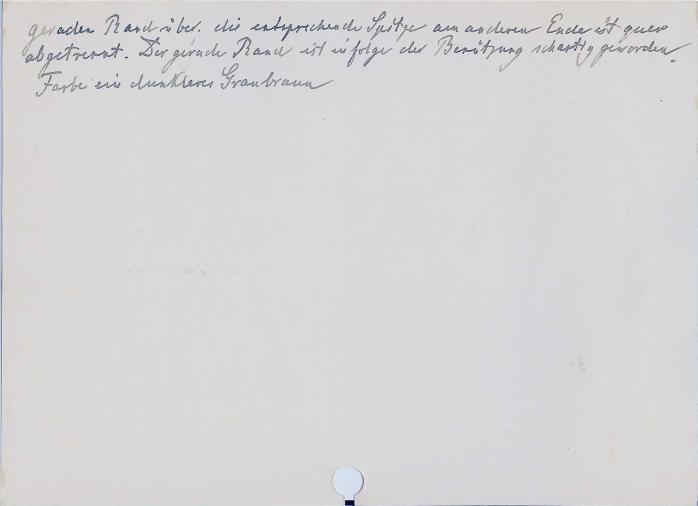 geraden Rand über. die entsprechende Spitze am anderen Ende ist quer
abgetrennt. Der gerade Rand ist infolge der Benützung schartig geworden.
Farbe ein dunkleres Graubraun